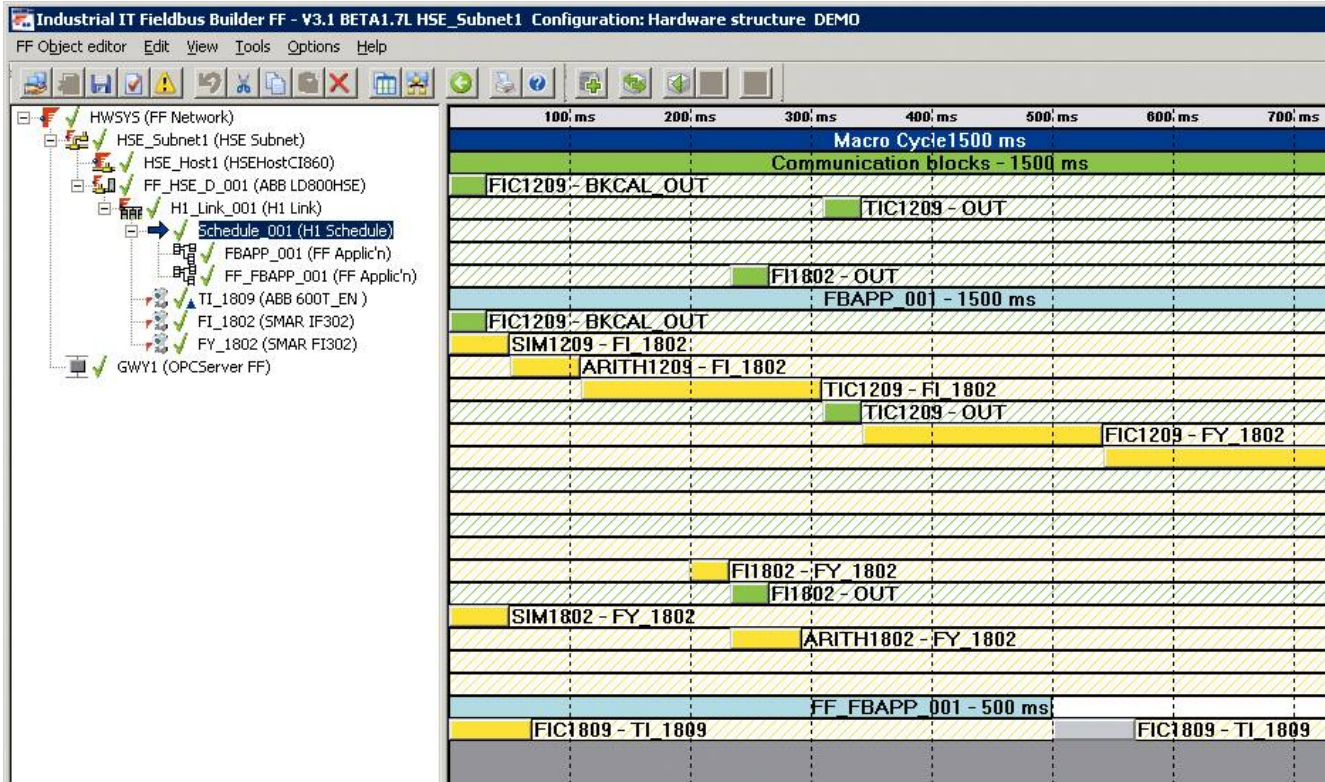 Industrial IT Fieldbus Builder FF - V3.1 BETA1.7L HSE_Subnet1 Configuration: Hardware structure DEMO
FF Object editor Edit View Tools Options Help
HWSYS (FF Network)
HSE_Subnet1 (HSE Subnet)
HSE_Host1 (HSEHostCI860)
FF_HSE_D_001 (ABB LD800HSE)
H1_Link_001 (H1 Link)
Schedule_001 (H1 Schedule)
FBAPP_001 (FF Applic'n)
FF_FBAPP_001 (FF Applic'n)
TI_1809 (ABB 600T_EN )
FI_1802 (SMAR IF302)
FY_1802 (SMAR FI302)
GWY1 (OPCServer FF)
100 ms 200 ms 300 ms 400 ms 500 ms 600 ms 700 ms
Macro Cycle1500 ms
Communication blocks - 1500 ms
FIC1209 - BKCAL_OUT
TIC1209 - OUT
FI1802 - OUT
FBAPP_001 - 1500 ms
FIC1209 - BKCAL_OUT
SIM1209 - FI_1802
ARITH1209 - FI_1802
TIC1209 - FI_1802
TIC1209 - OUT
FIC1209 - FY_1802
FI1802 - FY_1802
FI1802 - OUT
SIM1802 - FY_1802
ARITH1802 - FY_1802
FF_FBAPP_001 - 500 ms
FIC1809 - TI_1809 FIC1809 - TI_1809